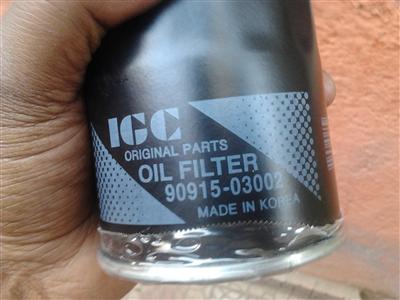 IGC
ORIGINAL PARTS
OIL FILTER
90915-03002
MADE IN KOREA